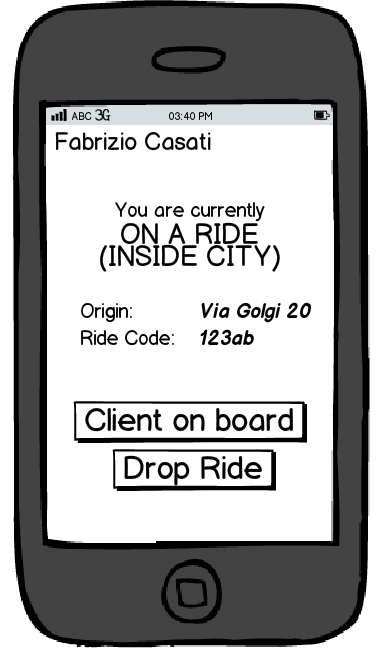 ABC 3G 03:40 PM
Fabrizio Casati
You are currently
ON A RIDE
(INSIDE CITY)
Origin: Via Golgi 20
Ride Code: 123ab
Client on board
Drop Ride